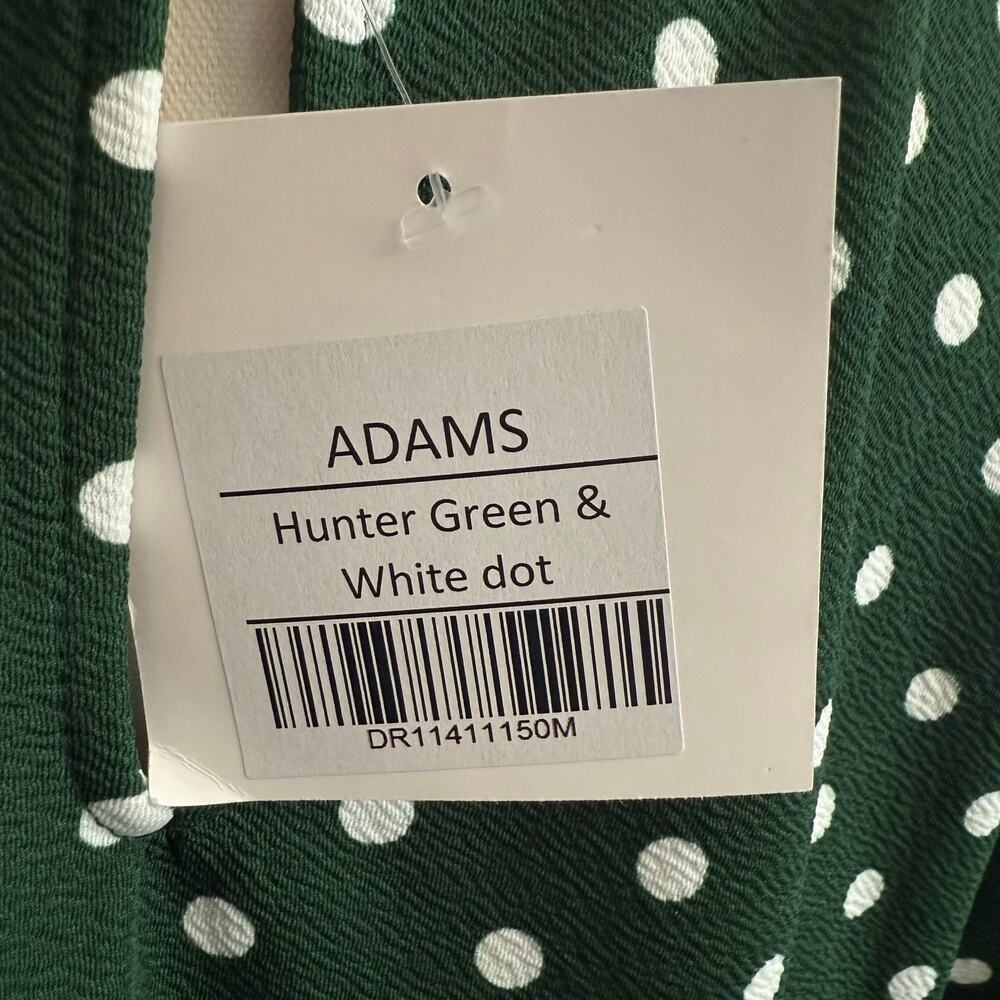 ADAMS
Hunter Green &
White dot
DR11411150M